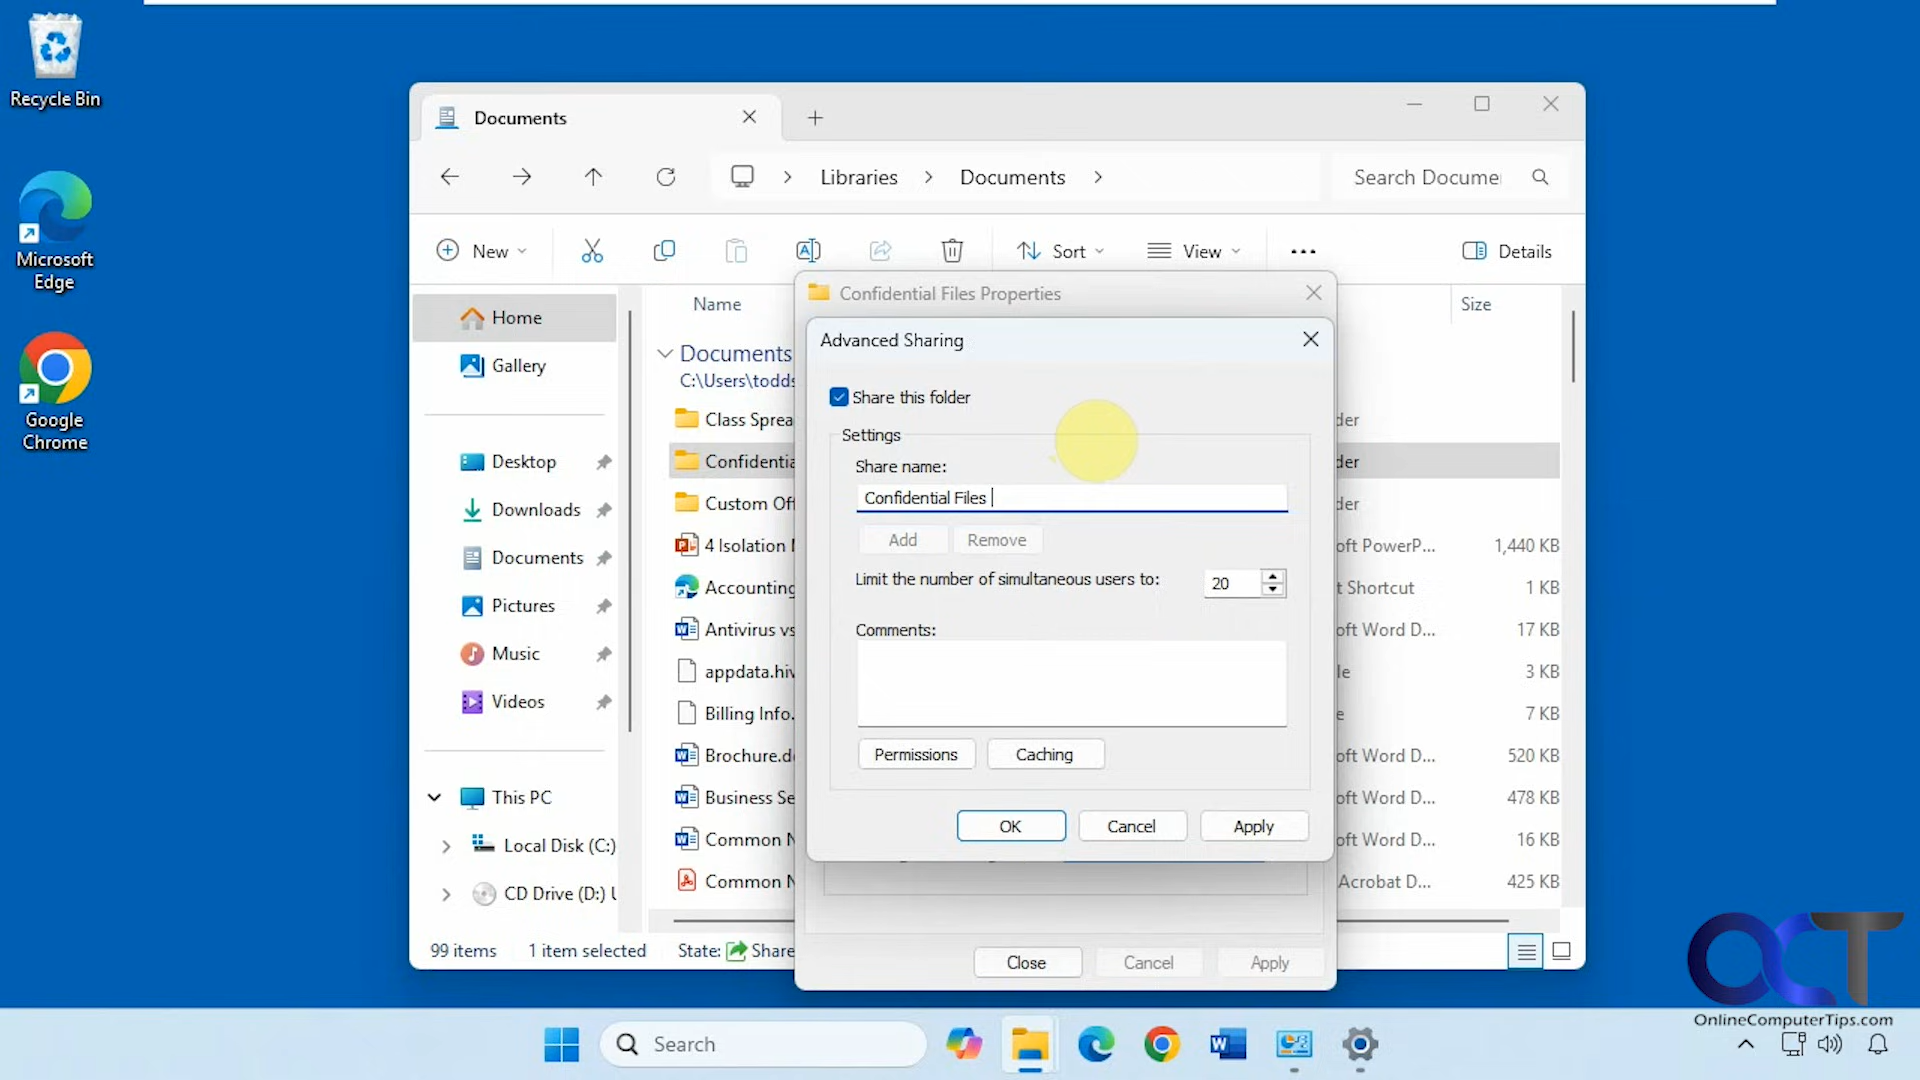 Recycle Bin
Microsoft
Edge
Google
Chrome
Documents
Libraries
Documents
Search Docume
New
Sort
View
Details
Home
Gallery
Desktop
Downloads
Documents
Pictures
Music
Videos
This PC
Local Disk (C:)
CD Drive (D:) U
Name
Size
Documents
C:\Users\todds
Class Sprea
Confidentia
Custom Off
4 Isolation N
Accounting
Antivirus vs
appdata.hiv
Billing Info.
Brochure.do
Business Se
Common N
Common N
der
der
der
oft PowerP... 1,440 KB
t Shortcut 1 KB
oft Word D... 17 KB
le 3 KB
e 7 KB
oft Word D... 520 KB
oft Word D... 478 KB
oft Word D... 16 KB
Acrobat D... 425 KB
99 items 1 item selected State: Share
Confidential Files Properties
Advanced Sharing
Share this folder
Settings
Share name:
Confidential Files
Add Remove
Limit the number of simultaneous users to: 20
Comments:
Permissions Caching
OK Cancel Apply
Close Cancel Apply
Search
OCT
OnlineComputerTips.com